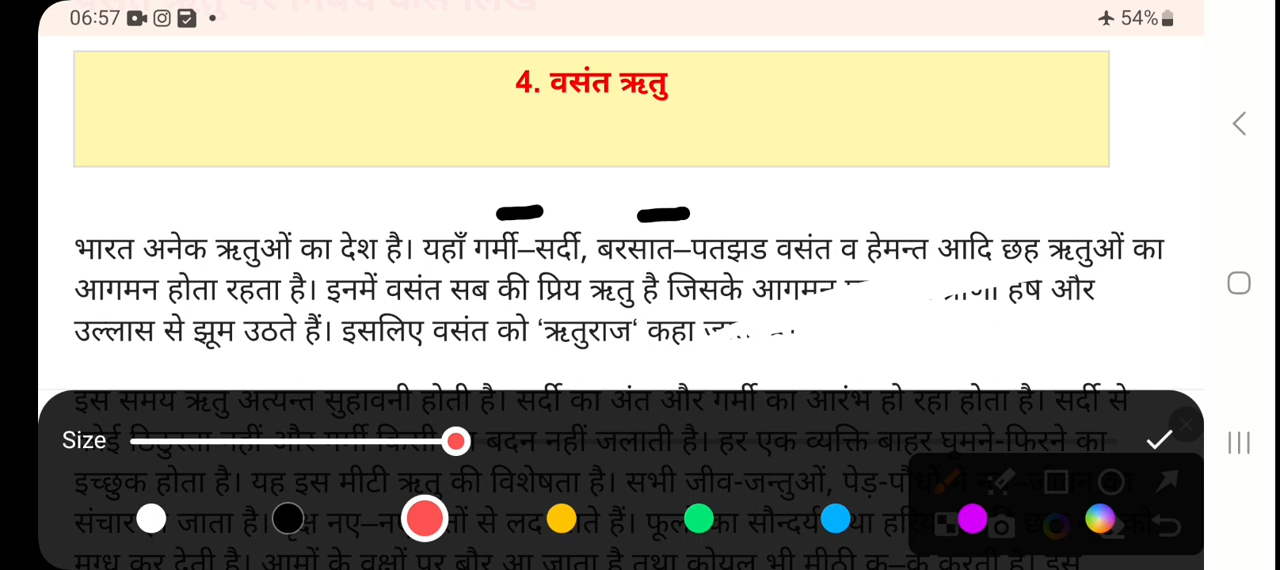 06:57
54%
4. वसंत ऋतु
भारत अनेक ऋतुओं का देश है। यहाँ गर्मी–सर्दी, बरसात–पतझड वसंत व हेमन्त आदि छह ऋतुओं का
आगमन होता रहता है। इनमें वसंत सब की प्रिय ऋतु है जिसके आगमन और
उल्लास से झूम उठते हैं। इसलिए वसंत को ‘ऋतुराज‘ कहा
इस समय ऋतु अत्यन्त सुहावनी होती है। सर्दी का अंत और गर्मी का आरंभ हो रहा होता है। सर्दी से
Size
बदन नहीं जलाती है। हर एक व्यक्ति बाहर घूमने-फिरने का
इच्छुक होता है। यह इस मीटी ऋतु की विशेषता है। सभी जीव-जन्तुओं,
जाता है। से का सौन्दर्य
मुग्ध कर देती है। आमों के वृक्षों पर बौर आ जाता है तथा कोयल भी मीठी कू–कू करती है। इस